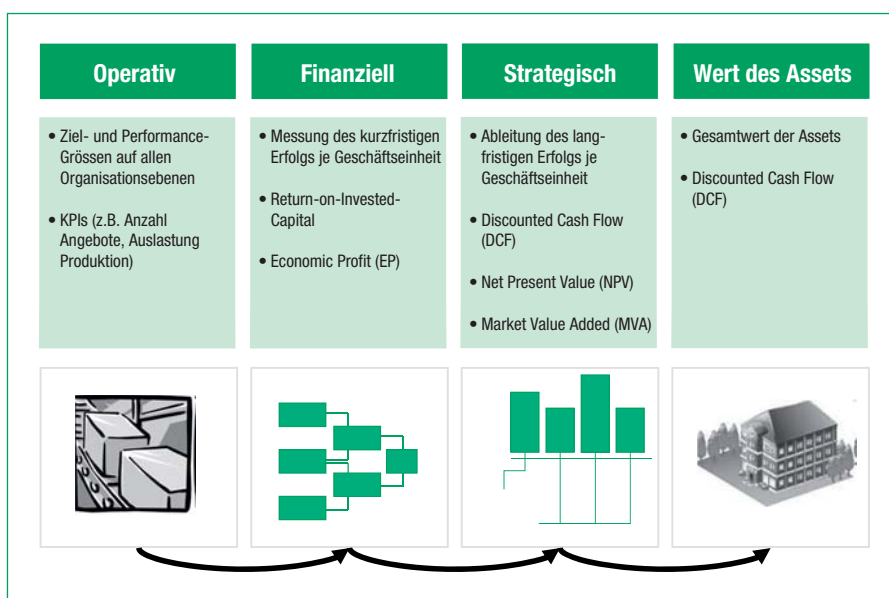 Operativ
Finanziell
Strategisch
Wert des Assets
• Ziel- und Performance-
Grössen auf allen
Organisationsebenen
• KPIs (z.B. Anzahl
Angebote, Auslastung
Produktion)
• Messung des kurzfristigen
Erfolgs je Geschäftseinheit
• Return-on-Invested-
Capital
• Economic Profit (EP)
• Ableitung des lang-
fristigen Erfolgs je
Geschäftseinheit
• Discounted Cash Flow
(DCF)
• Net Present Value (NPV)
• Market Value Added (MVA)
• Gesamtwert der Assets
• Discounted Cash Flow
(DCF)